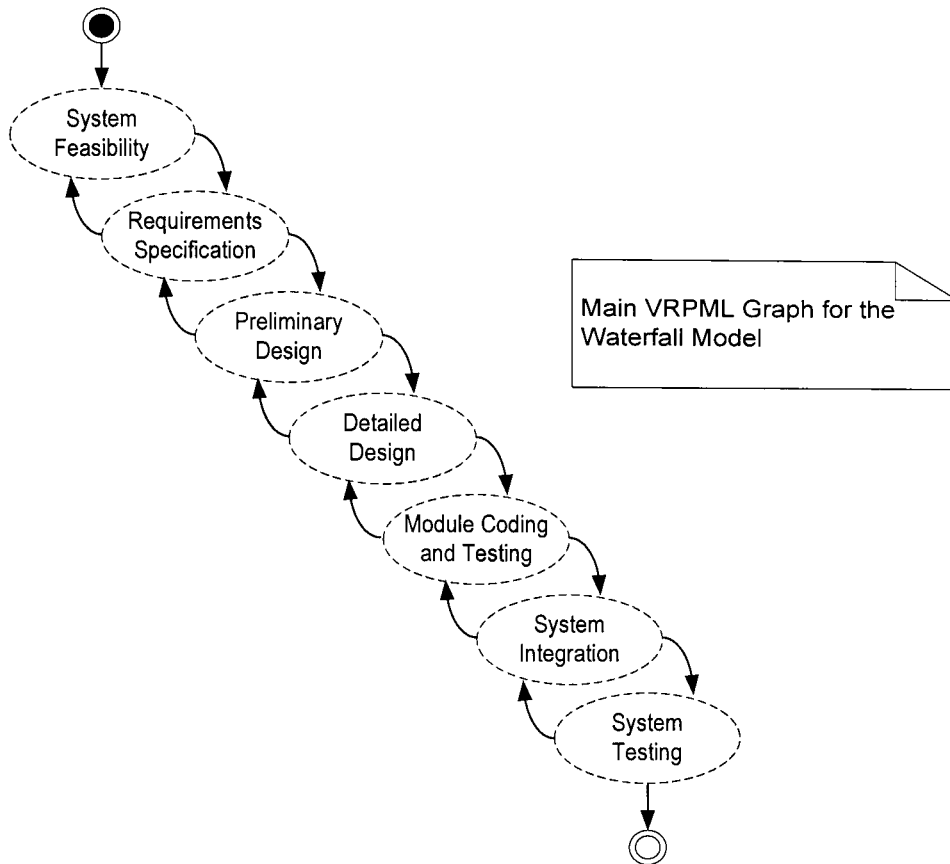 System
Feasibility
Requirements
Specification
Preliminary
Design
Main VRPML Graph for the
Waterfall Model
Detailed
Design
Module Coding
and Testing
System
Integration
System
Testing